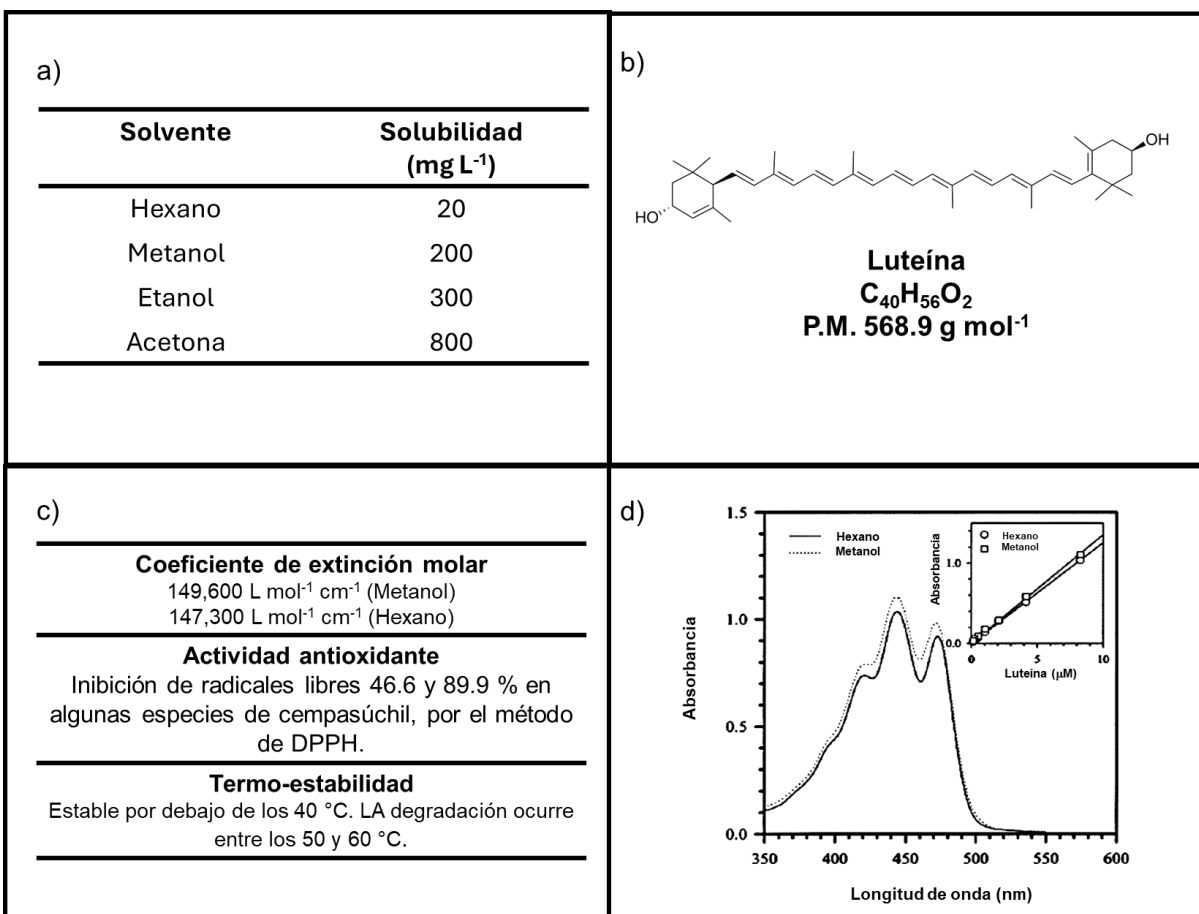 a)
Solvente Solubilidad
(mg L⁻¹)
Hexano 20
Metanol 200
Etanol 300
Acetona 800
b)
HO
OH
Luteína
C₄₀H₅₆O₂
P.M. 568.9 g mol⁻¹
c)
Coeficiente de extinción molar
149,600 L mol⁻¹ cm⁻¹ (Metanol)
147,300 L mol⁻¹ cm⁻¹ (Hexano)
Actividad antioxidante
Inibición de radicales libres 46.6 y 89.9 % en
algunas especies de cempasúchil, por el método
de DPPH.
Termo-estabilidad
Estable por debajo de los 40 °C. LA degradación ocurre
entre los 50 y 60 °C.
d)
Absorbancia
1.5
1.0
0.5
0.0
Hexano
Metanol
Absorbancia
1.0
0.0
Hexano
Metanol
0 5 10
Luteína (μM)
350 400 450 500 550 600
Longitud de onda (nm)